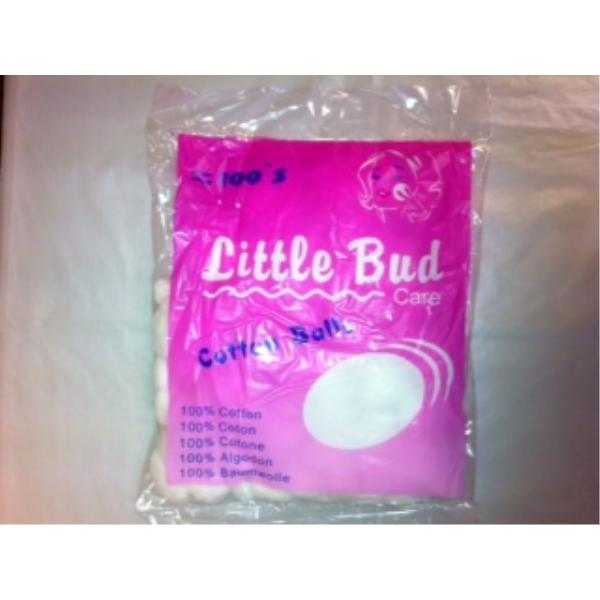 100's
Little Bud
Care
Cotton Balls
100% Cotton
100% Coton
100% Cotone
100% Algodon
100% Baumwolle